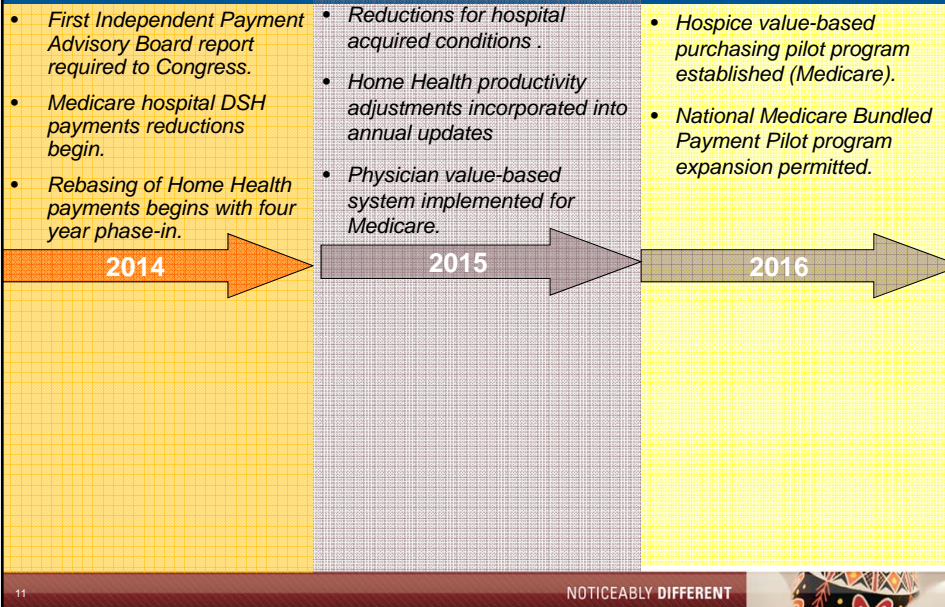 • First Independent Payment
Advisory Board report
required to Congress.
• Medicare hospital DSH
payments reductions
begin.
• Rebasing of Home Health
payments begins with four
year phase-in.
2014
• Reductions for hospital
acquired conditions .
• Home Health productivity
adjustments incorporated into
annual updates
• Physician value-based
system implemented for
Medicare.
2015
• Hospice value-based
purchasing pilot program
established (Medicare).
• National Medicare Bundled
Payment Pilot program
expansion permitted.
2016
11
NOTICEABLY DIFFERENT